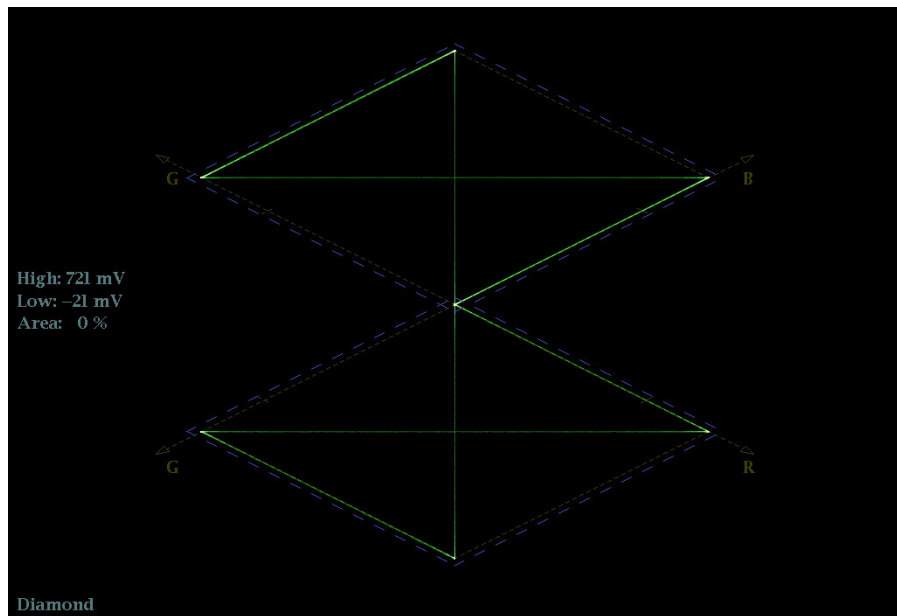 G
B
High: 721 mV
Low: −21 mV
Area: 0 %
G
R
Diamond